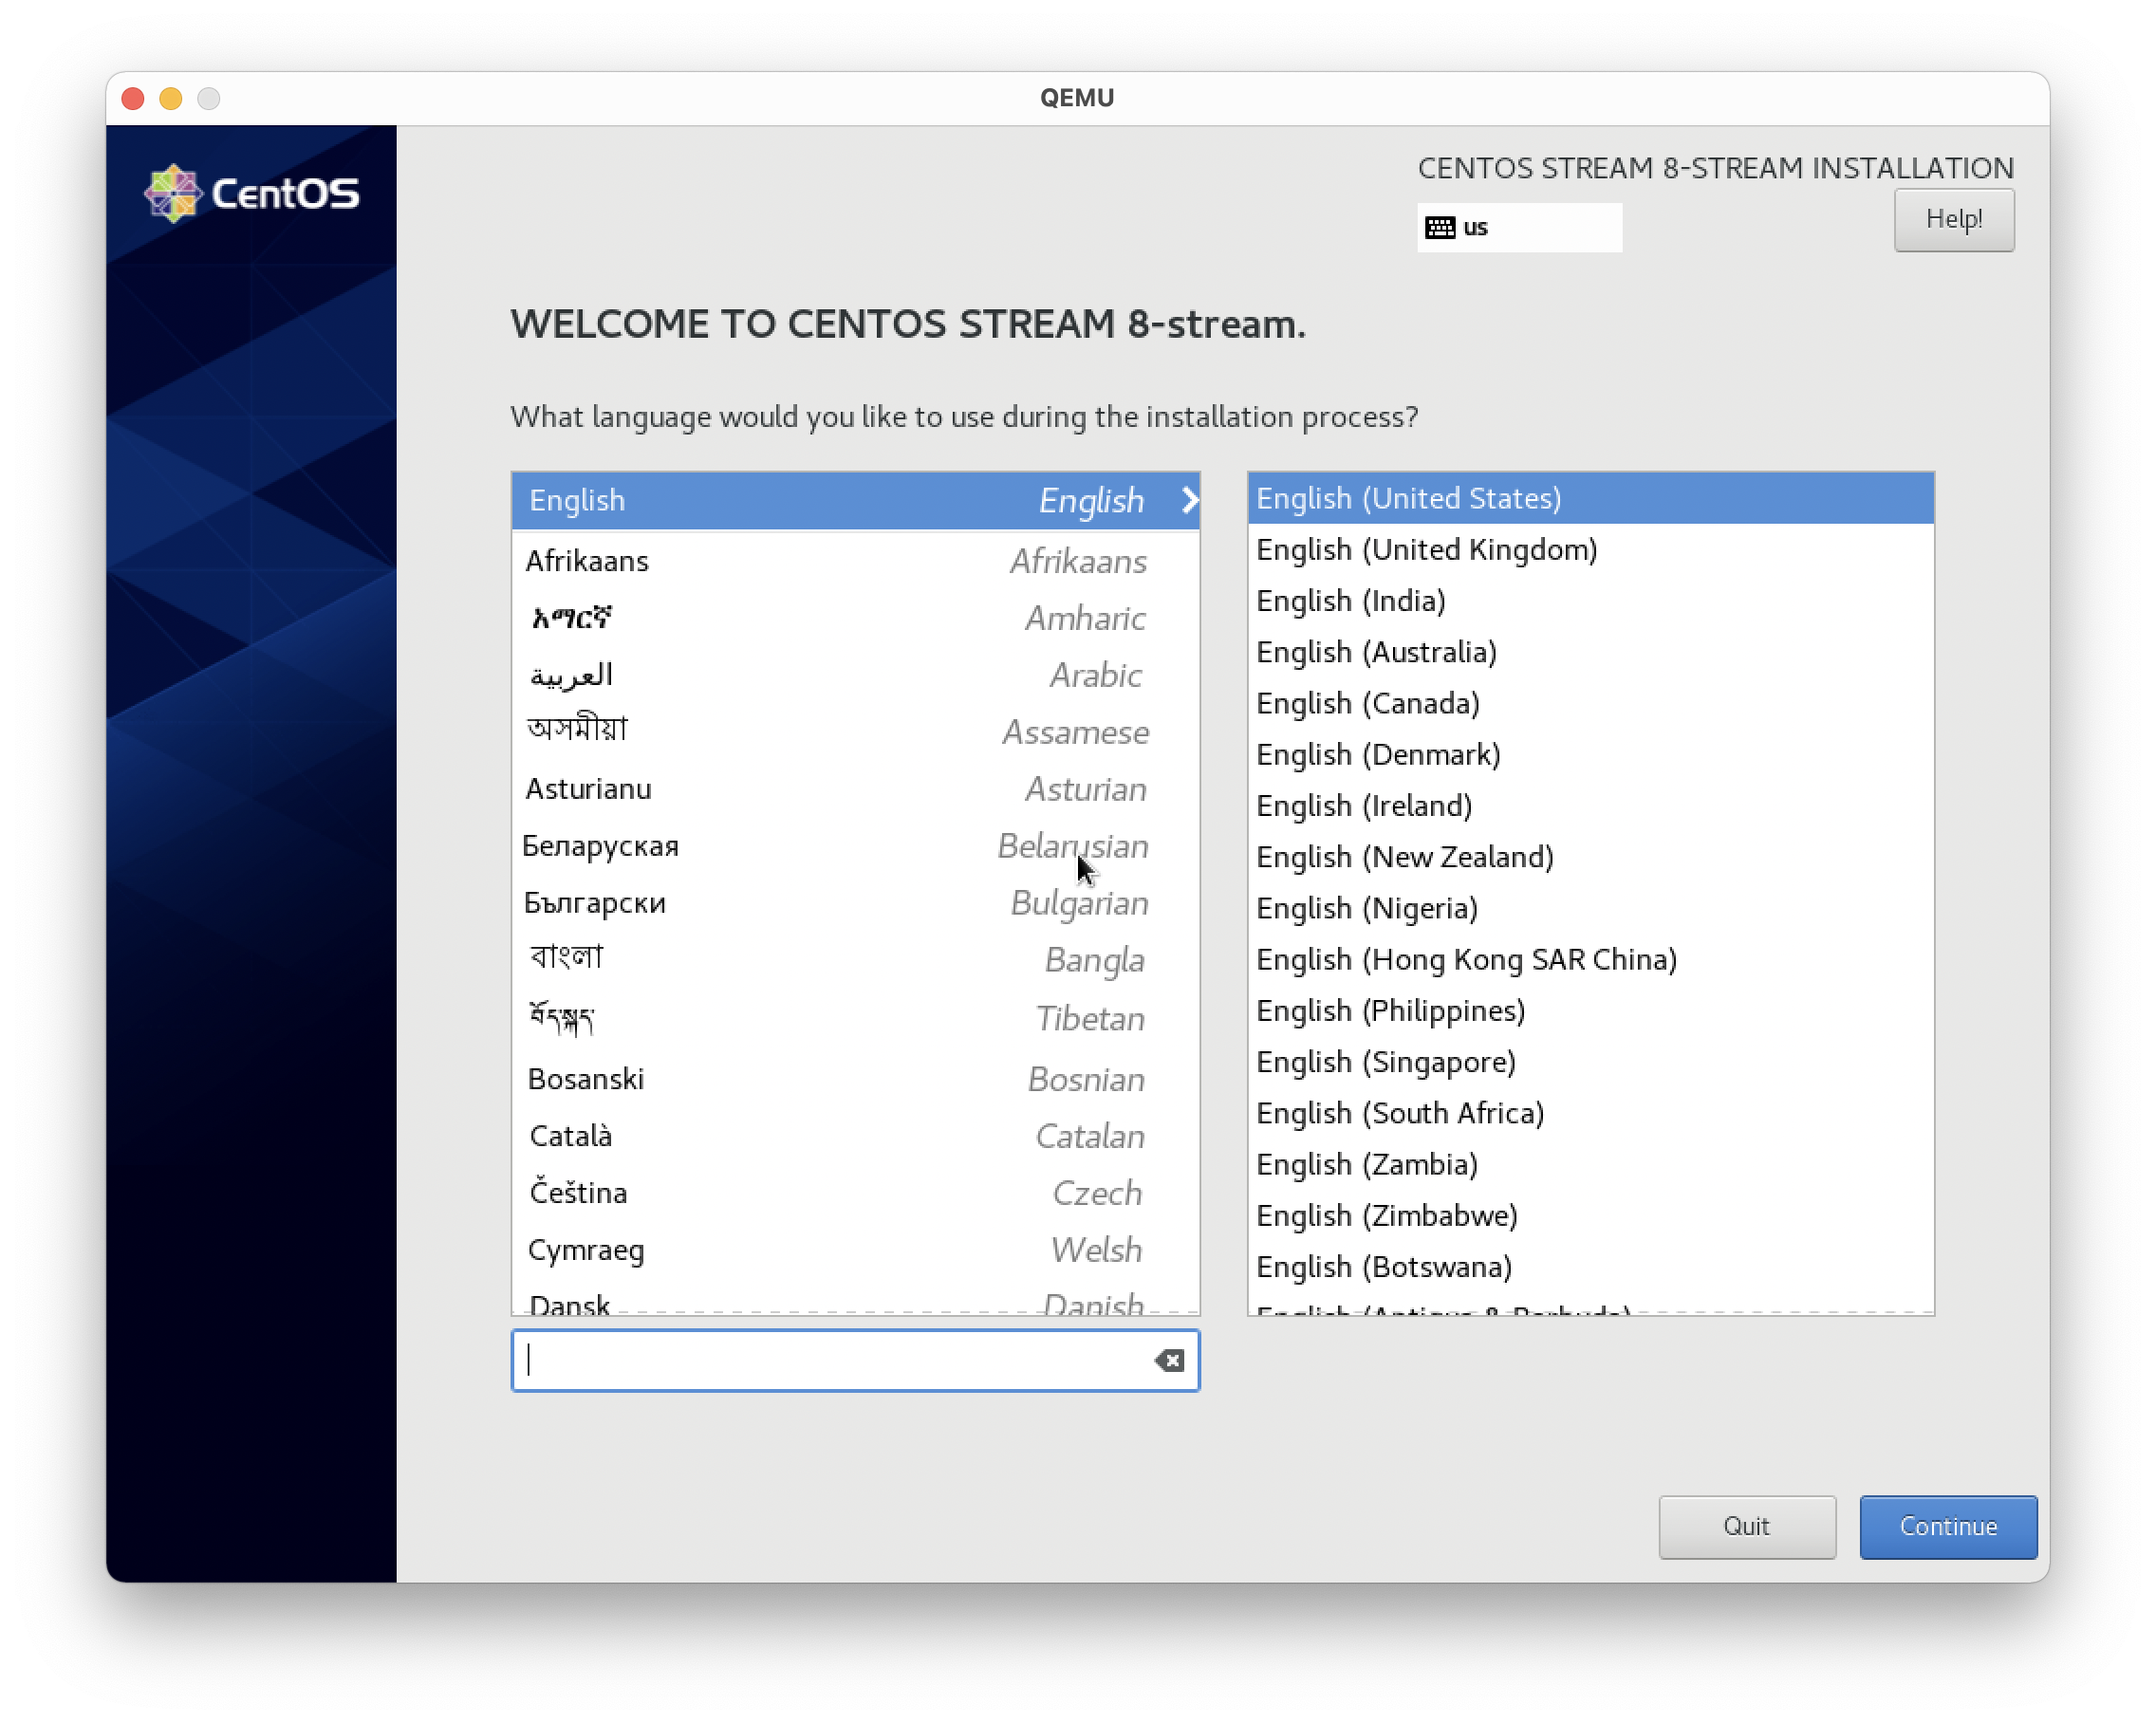 QEMU
CentOS
CENTOS STREAM 8-STREAM INSTALLATION
us
Help!
WELCOME TO CENTOS STREAM 8-stream.
What language would you like to use during the installation process?
English English
Afrikaans Afrikaans
አማርኛ Amharic
العربية Arabic
অসমীয়া Assamese
Asturianu Asturian
Беларуская Belarusian
Български Bulgarian
বাংলা Bangla
བོད་སྐད་ Tibetan
Bosanski Bosnian
Català Catalan
Čeština Czech
Cymraeg Welsh
Dansk Danish
English (United States)
English (United Kingdom)
English (India)
English (Australia)
English (Canada)
English (Denmark)
English (Ireland)
English (New Zealand)
English (Nigeria)
English (Hong Kong SAR China)
English (Philippines)
English (Singapore)
English (South Africa)
English (Zambia)
English (Zimbabwe)
English (Botswana)
English (Antigua & Barbuda)
Quit
Continue